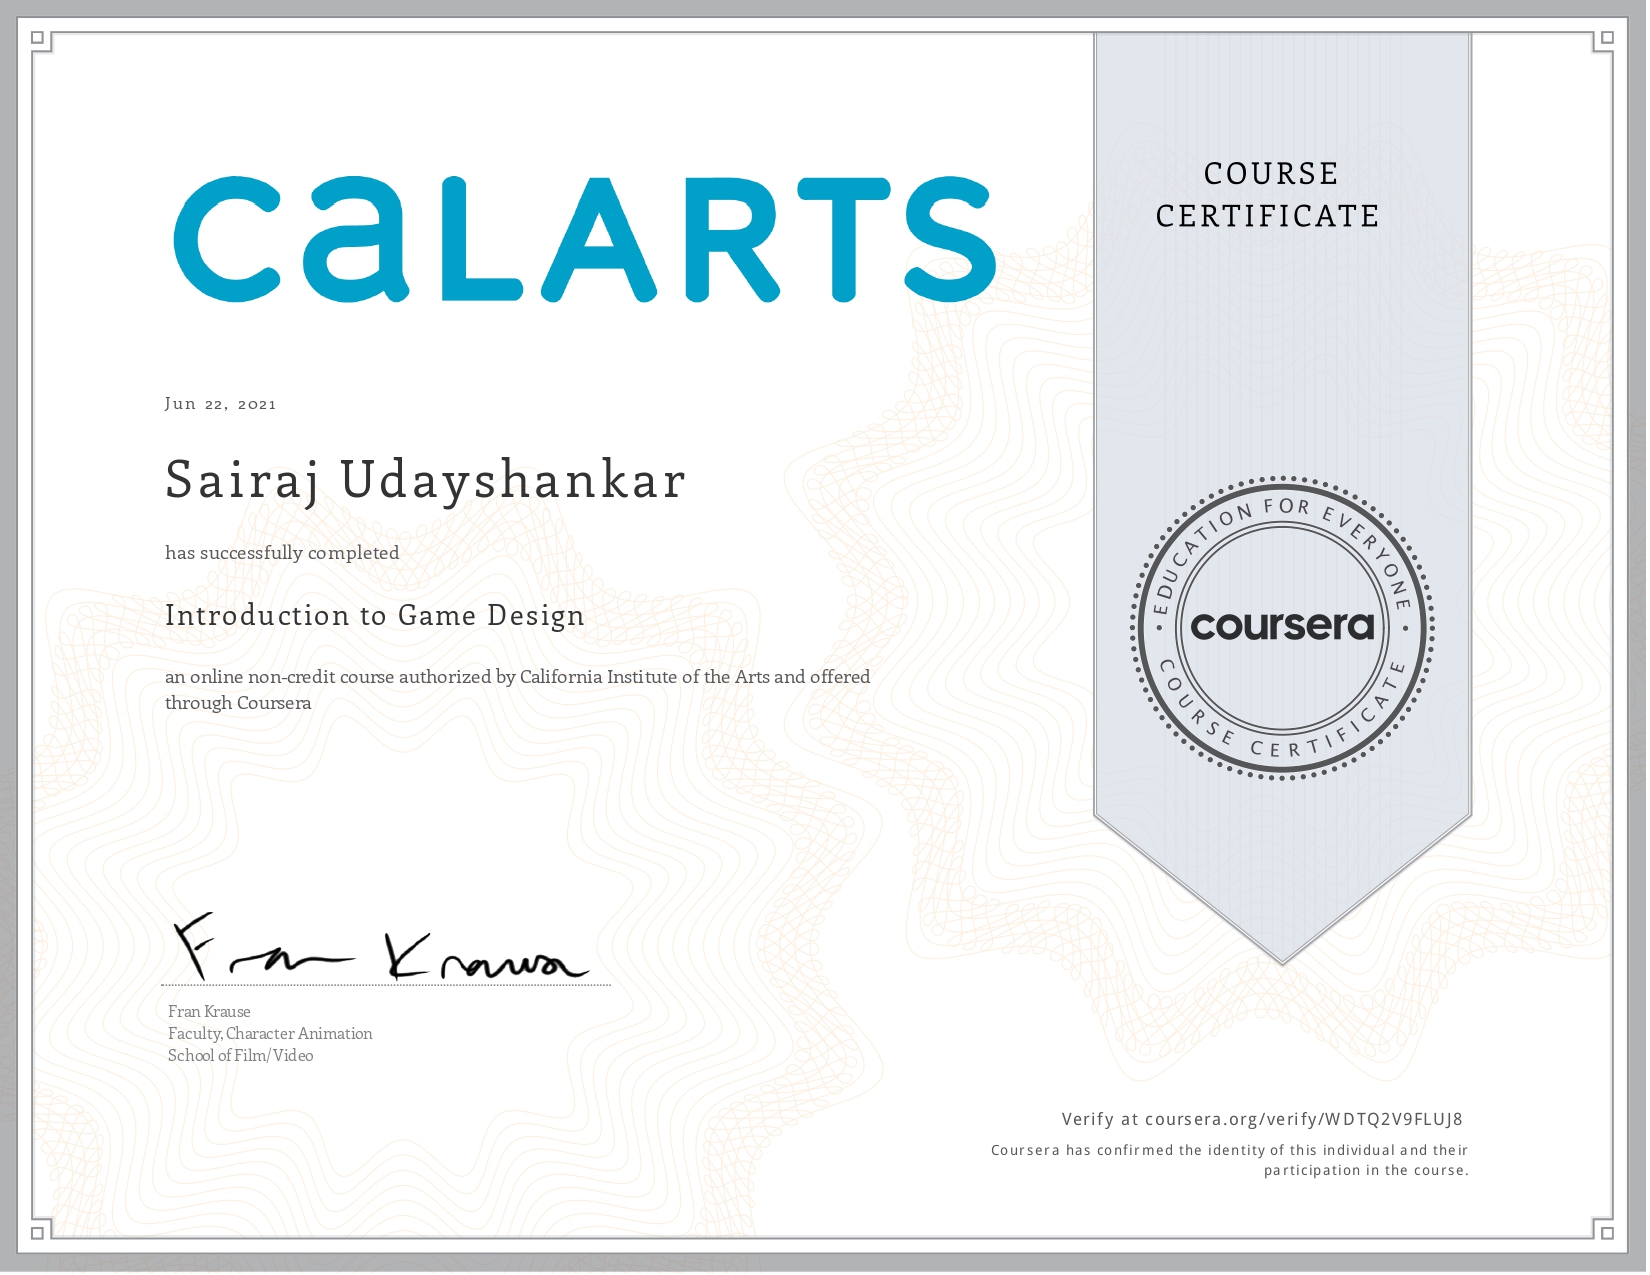 CALARTS
COURSE
CERTIFICATE
Jun 22, 2021
Sairaj Udayshankar
has successfully completed
Introduction to Game Design
an online non-credit course authorized by California Institute of the Arts and offered
through Coursera
EDUCATION FOR EVERYONE
coursera
COURSE CERTIFICATE
Fran Krause
Fran Krause
Faculty, Character Animation
School of Film/Video
Verify at coursera.org/verify/WDTQ2V9FLUJ8
Coursera has confirmed the identity of this individual and their
participation in the course.